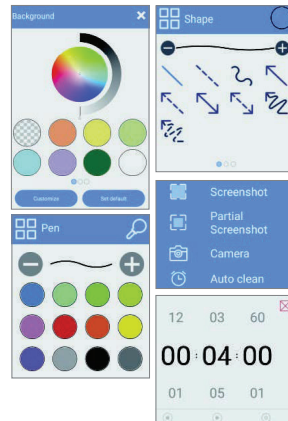 Background
Customize
Set default
Pen
Shape
Screenshot
Partial
Screenshot
Camera
Auto clean
12 03 60
00:04:00
01 05 01